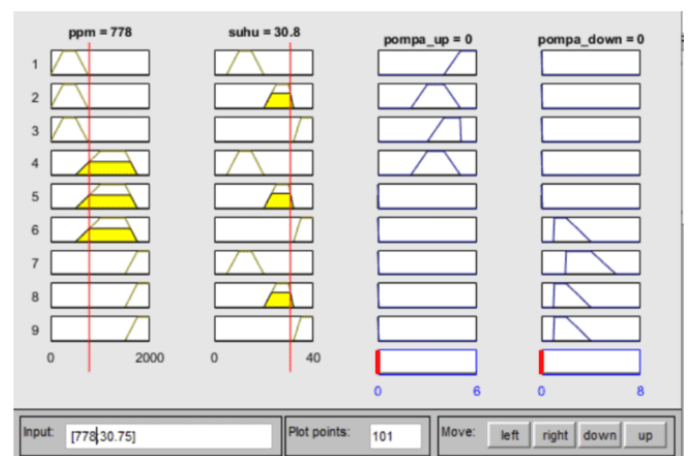 ppm = 778 suhu = 30.8 pompa_up = 0 pompa_down = 0
1
2
3
4
5
6
7
8
9
0 2000 0 40
0 6 0 8
Input: [778;30.75] Plot points: 101 Move: left right down up